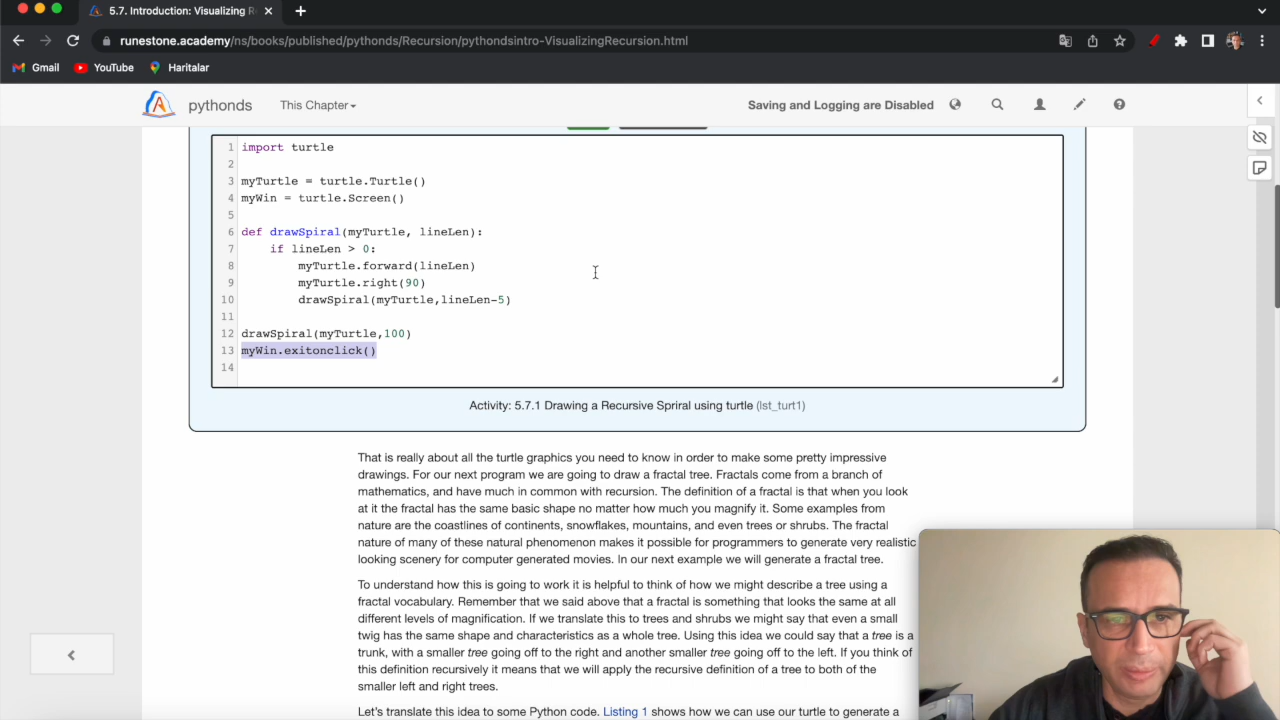 5.7. Introduction: Visualizing R
runestone.academy/ns/books/published/pythonds/Recursion/pythondsintro-VisualizingRecursion.html
Gmail YouTube Haritalar
pythonds This Chapter Saving and Logging are Disabled
1 import turtle
2
3 myTurtle = turtle.Turtle()
4 myWin = turtle.Screen()
5
6 def drawSpiral(myTurtle, lineLen):
7 if lineLen > 0:
8 myTurtle.forward(lineLen)
9 myTurtle.right(90)
10 drawSpiral(myTurtle,lineLen-5)
11
12 drawSpiral(myTurtle,100)
13 myWin.exitonclick()
14
Activity: 5.7.1 Drawing a Recursive Spriral using turtle (lst_turt1)
That is really about all the turtle graphics you need to know in order to make some pretty impressive
drawings. For our next program we are going to draw a fractal tree. Fractals come from a branch of
mathematics, and have much in common with recursion. The definition of a fractal is that when you look
at it the fractal has the same basic shape no matter how much you magnify it. Some examples from
nature are the coastlines of continents, snowflakes, mountains, and even trees or shrubs. The fractal
nature of many of these natural phenomenon makes it possible for programmers to generate very realistic
looking scenery for computer generated movies. In our next example we will generate a fractal tree.
To understand how this is going to work it is helpful to think of how we might describe a tree using a
fractal vocabulary. Remember that we said above that a fractal is something that looks the same at all
different levels of magnification. If we translate this to trees and shrubs we might say that even a small
twig has the same shape and characteristics as a whole tree. Using this idea we could say that a tree is a
trunk, with a smaller tree going off to the right and another smaller tree going off to the left. If you think of
this definition recursively it means that we will apply the recursive definition of a tree to both of the
smaller left and right trees.
Let's translate this idea to some Python code. Listing 1 shows how we can use our turtle to generate a